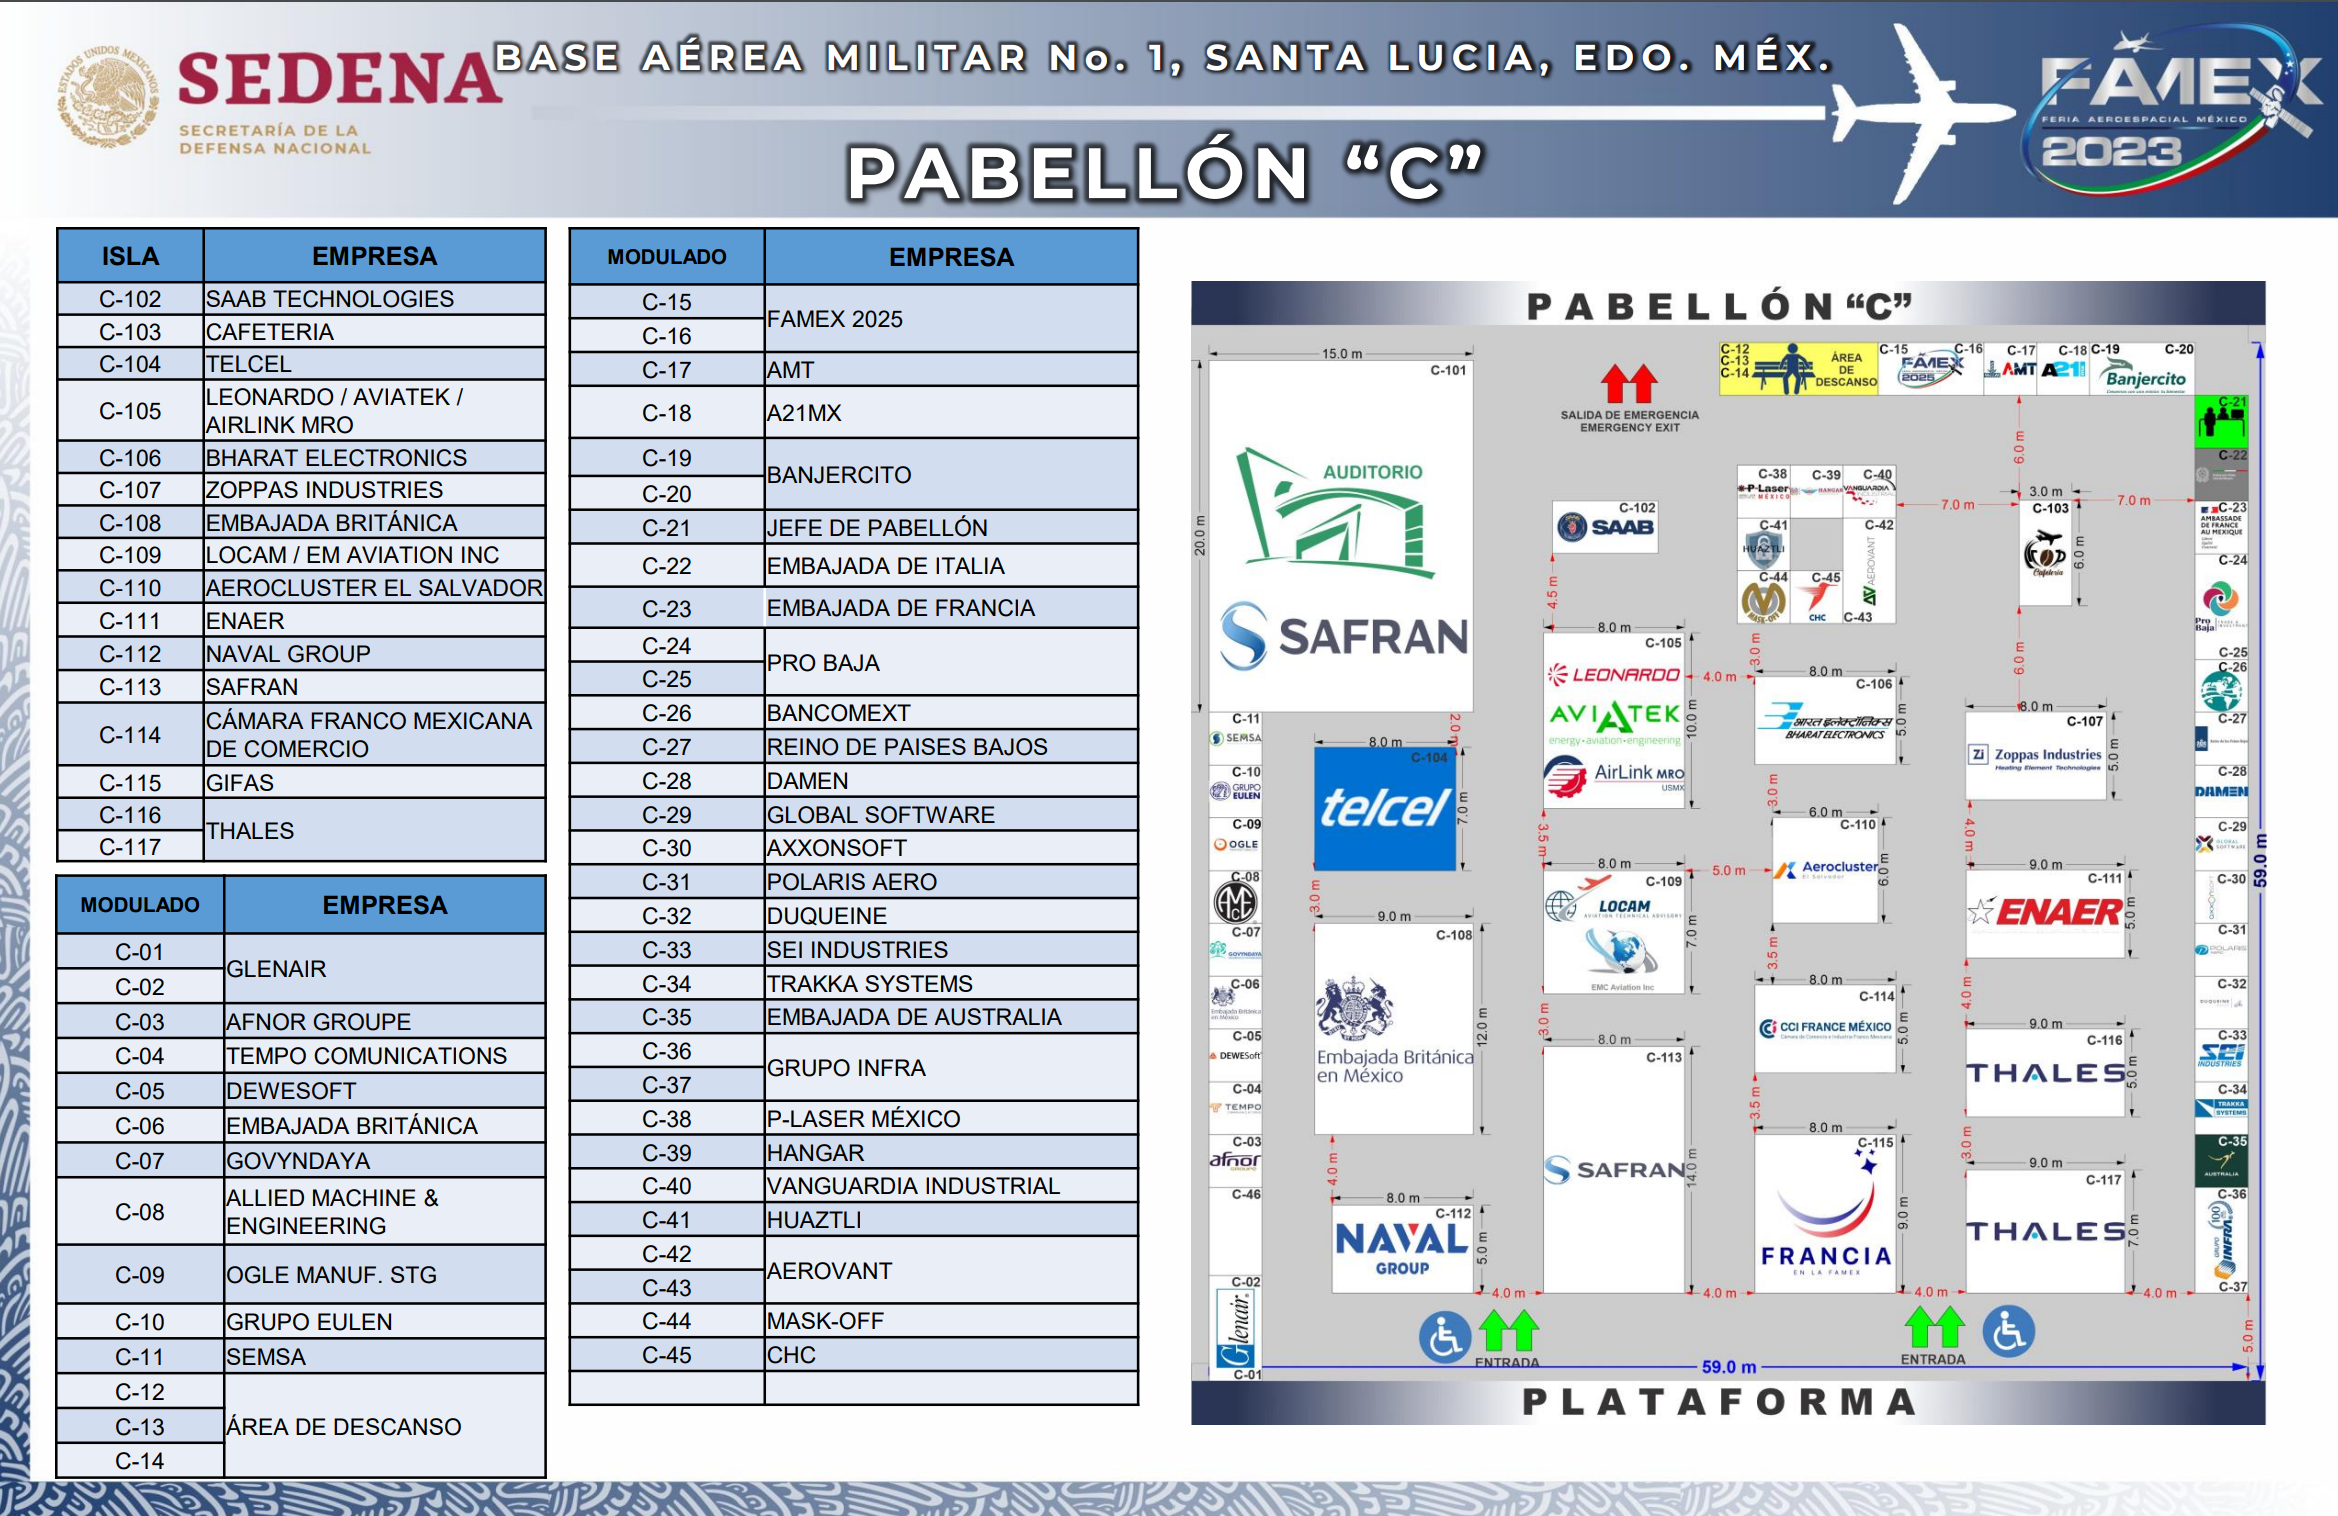 ESTADOS UNIDOS MEXICANOS
SEDENA
SECRETARÍA DE LA
DEFENSA NACIONAL
BASE AÉREA MILITAR No. 1, SANTA LUCIA, EDO. MÉX.
PABELLÓN “C”
FAMEX
FERIA AEROESPACIAL MÉXICO
2023
ISLA EMPRESA
C-102 SAAB TECHNOLOGIES
C-103 CAFETERIA
C-104 TELCEL
C-105 LEONARDO / AVIATEK /
AIRLINK MRO
C-106 BHARAT ELECTRONICS
C-107 ZOPPAS INDUSTRIES
C-108 EMBAJADA BRITÁNICA
C-109 LOCAM / EM AVIATION INC
C-110 AEROCLUSTER EL SALVADOR
C-111 ENAER
C-112 NAVAL GROUP
C-113 SAFRAN
C-114 CÁMARA FRANCO MEXICANA
DE COMERCIO
C-115 GIFAS
C-116
THALES
C-117
MODULADO EMPRESA
C-01
GLENAIR
C-02
C-03 AFNOR GROUPE
C-04 TEMPO COMUNICATIONS
C-05 DEWESOFT
C-06 EMBAJADA BRITÁNICA
C-07 GOVYNDAYA
C-08 ALLIED MACHINE &
ENGINEERING
C-09 OGLE MANUF. STG
C-10 GRUPO EULEN
C-11 SEMSA
C-12
C-13 ÁREA DE DESCANSO
C-14
MODULADO EMPRESA
C-15
FAMEX 2025
C-16
C-17 AMT
C-18 A21MX
C-19
BANJERCITO
C-20
C-21 JEFE DE PABELLÓN
C-22 EMBAJADA DE ITALIA
C-23 EMBAJADA DE FRANCIA
C-24
PRO BAJA
C-25
C-26 BANCOMEXT
C-27 REINO DE PAISES BAJOS
C-28 DAMEN
C-29 GLOBAL SOFTWARE
C-30 AXXONSOFT
C-31 POLARIS AERO
C-32 DUQUEINE
C-33 SEI INDUSTRIES
C-34 TRAKKA SYSTEMS
C-35 EMBAJADA DE AUSTRALIA
C-36
GRUPO INFRA
C-37
C-38 P-LASER MÉXICO
C-39 HANGAR
C-40 VANGUARDIA INDUSTRIAL
C-41 HUAZTLI
C-42
AEROVANT
C-43
C-44 MASK-OFF
C-45 CHC
PABELLÓN “C”
15.0 m
C-101
20.0 m
AUDITORIO
SAFRAN
SALIDA DE EMERGENCIA
EMERGENCY EXIT
C-12
C-13
C-14
ÁREA
DE
DESCANSO
C-15
C-16
FAMEX
2025
C-17
AMT
C-18
A21
C-19
C-20
Banjercito
C-21
C-22
C-23
AMBASSADE
DE FRANCE
AU MEXIQUE
C-24
Pro
Baja
C-25
C-26
C-27
C-28
DAMEN
C-29
GLOBAL
SOFTWARE
C-30
C-31
POLARIS
C-32
DUQUEINE
C-33
SEI
INDUSTRIES
C-34
TRAKKA
SYSTEMS
C-35
AUSTRALIA
C-36
GRUPO
INFRA
100
C-37
6.0 m
3.0 m
7.0 m
7.0 m
C-103
Cafetería
6.0 m
6.0 m
C-38
P-Laser
MÉXICO
C-39
HANGAR
C-40
VANGUARDIA
INDUSTRIAL
C-41
HUAZTLI
C-42
AEROVANT
C-43
C-44
MASK-OFF
C-45
CHC
C-102
SAAB
4.5 m
8.0 m
C-105
LEONARDO
AVIATEK
energy·aviation·engineering
AirLink MRO
USMX
10.0 m
4.0 m
3.0 m
8.0 m
C-106
भारत इलेक्ट्रॉनिक्स
BHARAT ELECTRONICS
5.0 m
8.0 m
C-107
Zi
Zoppas Industries
Heating Element Technologies
5.0 m
C-11
SEMSA
C-10
GRUPO
EULEN
C-09
OGLE
C-08
AMEC
C-07
GOVYNDAYA
C-06
Embajada Británica
en México
C-05
DEWESoft
C-04
TEMPO
C-03
afnor
GROUPE
C-46
C-02
Glenair.
C-01
2.0 m
8.0 m
C-104
telcel
7.0 m
3.0 m
9.0 m
C-108
Embajada Británica
en México
12.0 m
4.0 m
8.0 m
C-112
NAVAL
GROUP
5.0 m
3.5 m
8.0 m
C-109
LOCAM
AVIATION TECHNICAL ADVISORY
EMC Aviation Inc
7.0 m
5.0 m
3.0 m
8.0 m
C-113
SAFRAN
14.0 m
3.0 m
6.0 m
C-110
Aerocluster
El Salvador
6.0 m
3.5 m
8.0 m
C-114
CCI FRANCE MÉXICO
Cámara de Comercio e Industria Franco Mexicana
5.0 m
3.5 m
8.0 m
C-115
FRANCIA
EN LA FAMEX
9.0 m
4.0 m
9.0 m
C-111
ENAER
5.0 m
4.0 m
9.0 m
C-116
THALES
5.0 m
3.0 m
9.0 m
C-117
THALES
7.0 m
4.0 m
4.0 m
4.0 m
4.0 m
5.0 m
59.0 m
ENTRADA
ENTRADA
59.0 m
PLATAFORMA